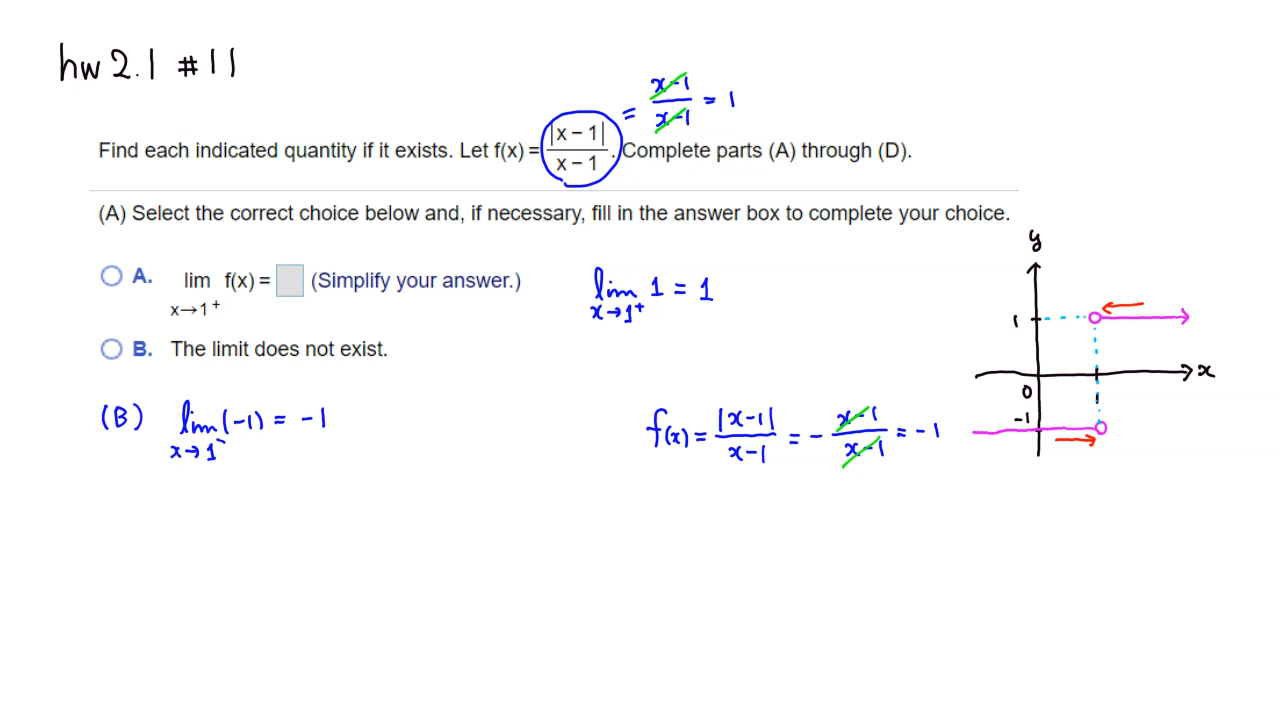 hw 2.1 #11
= x-1/x-1 = 1
Find each indicated quantity if it exists. Let f(x) = |x − 1|/x − 1. Complete parts (A) through (D).
(A) Select the correct choice below and, if necessary, fill in the answer box to complete your choice.
A. lim x→1+ f(x) = (Simplify your answer.)
lim x→1+ 1 = 1
B. The limit does not exist.
(B) lim x→1- (-1) = -1
f(x) = |x-1|/x-1 = - x-1/x-1 = -1
y
1
x
0
1
-1